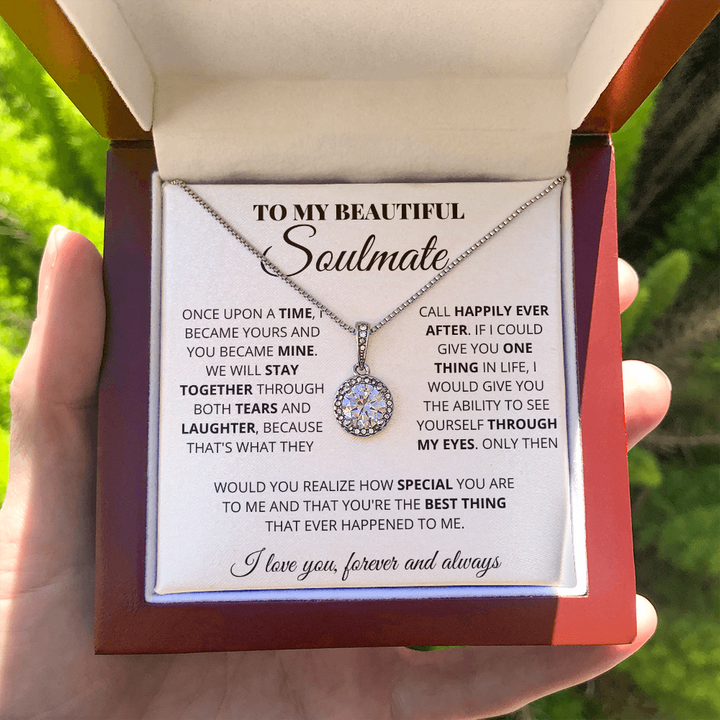 TO MY BEAUTIFUL
Soulmate
ONCE UPON A TIME, I
BECAME YOURS AND
YOU BECAME MINE.
WE WILL STAY
TOGETHER THROUGH
BOTH TEARS AND
LAUGHTER, BECAUSE
THAT'S WHAT THEY
CALL HAPPILY EVER
AFTER. IF I COULD
GIVE YOU ONE
THING IN LIFE, I
WOULD GIVE YOU
THE ABILITY TO SEE
YOURSELF THROUGH
MY EYES. ONLY THEN
WOULD YOU REALIZE HOW SPECIAL YOU ARE
TO ME AND THAT YOU'RE THE BEST THING
THAT EVER HAPPENED TO ME.
I love you, forever and always